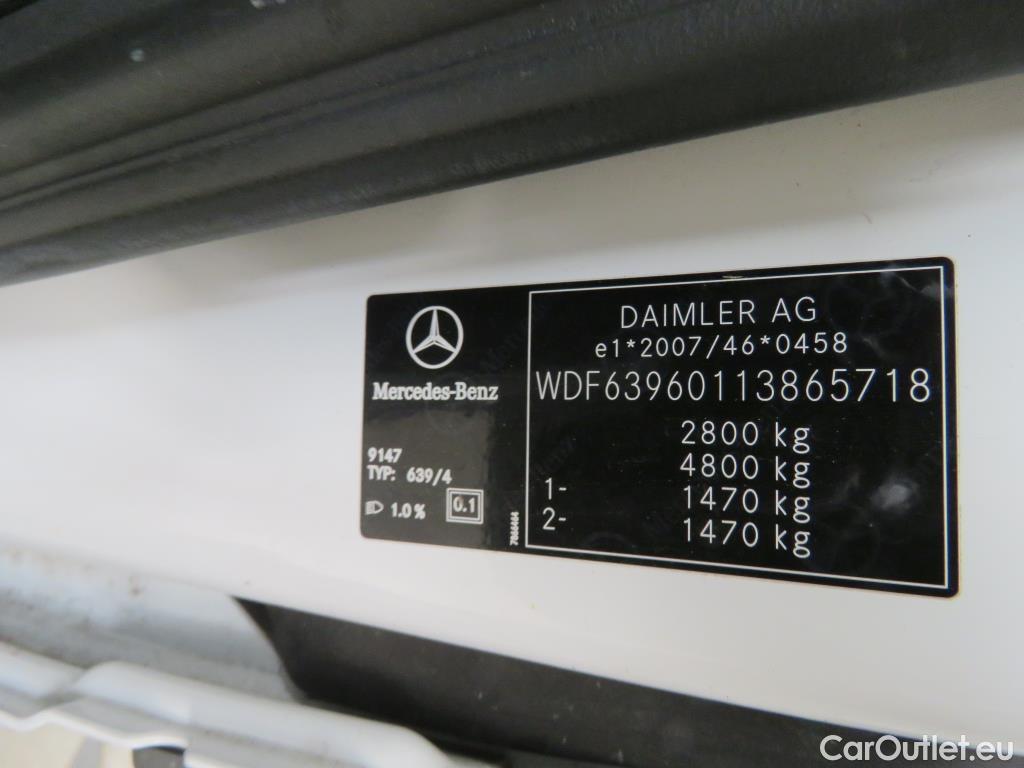 Mercedes-Benz
9147
TYP: 639/4
1.0 %
0.1
7066464
DAIMLER AG
e1*2007/46*0458
WDF63960113865718
2800 kg
4800 kg
1- 1470 kg
2- 1470 kg
CarOutlet.eu